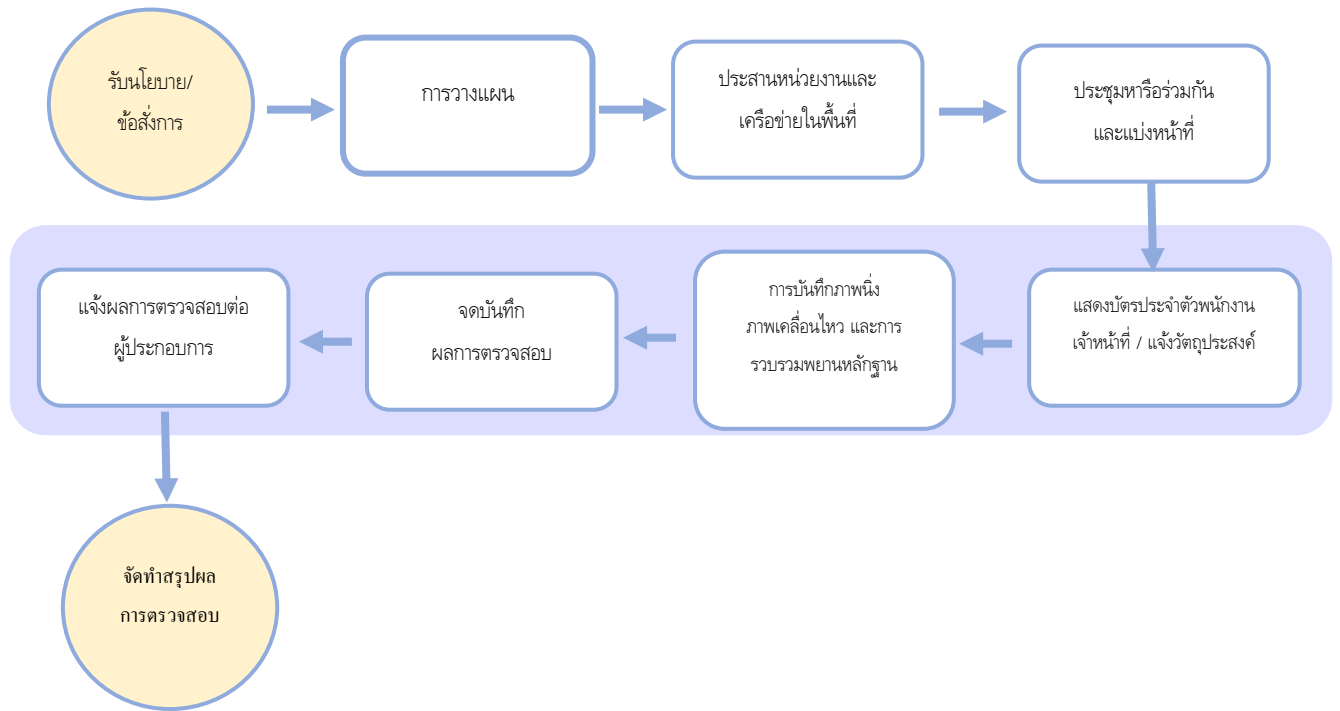 รับนโยบาย/
ข้อสั่งการ
การวางแผน
ประสานหน่วยงานและ
เครือข่ายในพื้นที่
ประชุมหารือร่วมกัน
และแบ่งหน้าที่
แสดงบัตรประจำตัวพนักงาน
เจ้าหน้าที่ / แจ้งวัตถุประสงค์
การบันทึกภาพนิ่ง
ภาพเคลื่อนไหว และการ
รวบรวมพยานหลักฐาน
จดบันทึก
ผลการตรวจสอบ
แจ้งผลการตรวจสอบต่อ
ผู้ประกอบการ
จัดทำสรุปผล
การตรวจสอบ